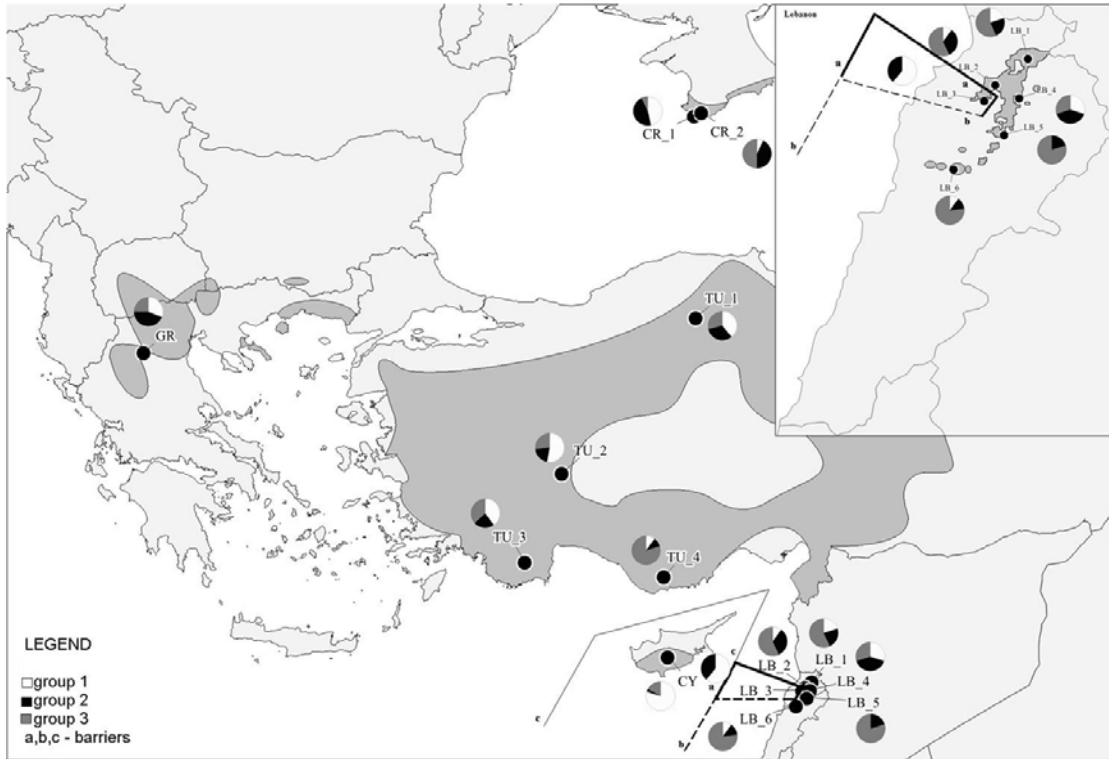 Lebanon
LB_1
LB_2
a
a
LB_3
LB_4
b
LB_5
b
LB_6
CR_1
CR_2
TU_1
GR
TU_2
TU_3
TU_4
c
LB_2
LB_1
CY
LB_3
LB_4
a
LB_5
LB_6
c
b
LEGEND
group 1
group 2
group 3
a,b,c - barriers